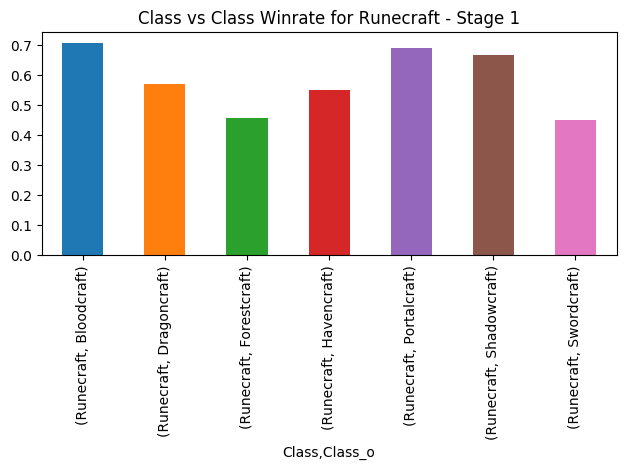 Class vs Class Winrate for Runecraft - Stage 1
0.7
0.6
0.5
0.4
0.3
0.2
0.1
0.0
(Runecraft, Bloodcraft)
(Runecraft, Dragoncraft)
(Runecraft, Forestcraft)
(Runecraft, Havencraft)
(Runecraft, Portalcraft)
(Runecraft, Shadowcraft)
(Runecraft, Swordcraft)
Class,Class_o